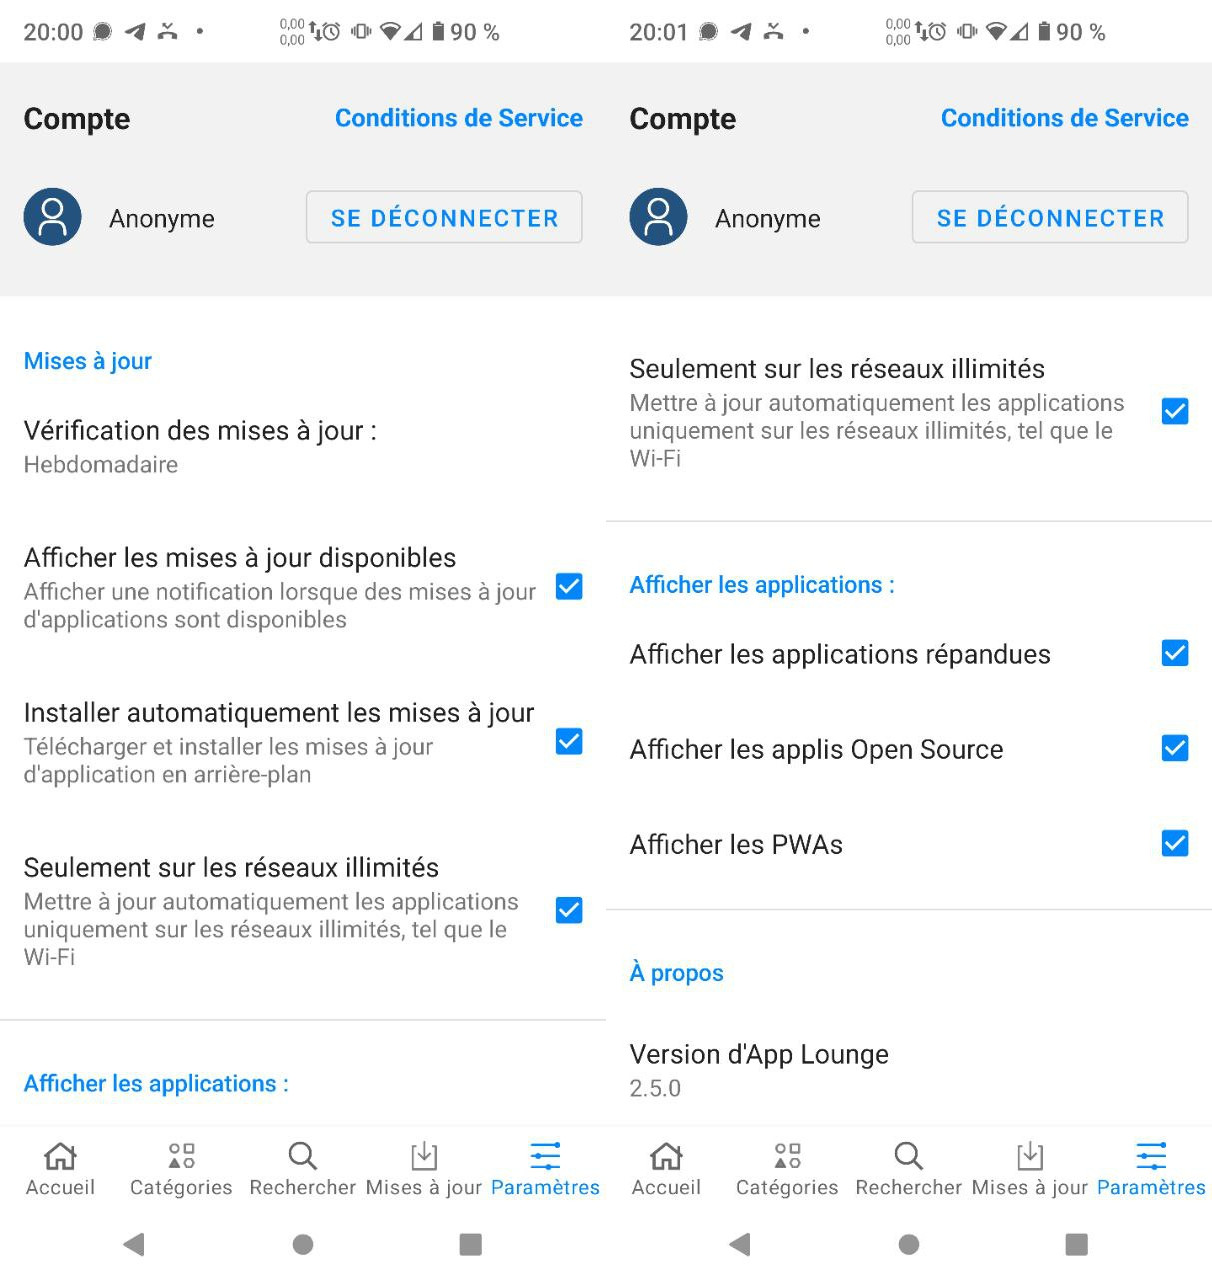 20:00
0,00
0,00
90 %
Compte
Conditions de Service
Anonyme
SE DÉCONNECTER
Mises à jour
Vérification des mises à jour :
Hebdomadaire
Afficher les mises à jour disponibles
Afficher une notification lorsque des mises à jour
d'applications sont disponibles
Installer automatiquement les mises à jour
Télécharger et installer les mises à jour
d'application en arrière-plan
Seulement sur les réseaux illimités
Mettre à jour automatiquement les applications
uniquement sur les réseaux illimités, tel que le
Wi-Fi
Afficher les applications :
Accueil
Catégories
Rechercher
Mises à jour
Paramètres
20:01
0,00
0,00
90 %
Compte
Conditions de Service
Anonyme
SE DÉCONNECTER
Seulement sur les réseaux illimités
Mettre à jour automatiquement les applications
uniquement sur les réseaux illimités, tel que le
Wi-Fi
Afficher les applications :
Afficher les applications répandues
Afficher les applis Open Source
Afficher les PWAs
À propos
Version d'App Lounge
2.5.0
Accueil
Catégories
Rechercher
Mises à jour
Paramètres